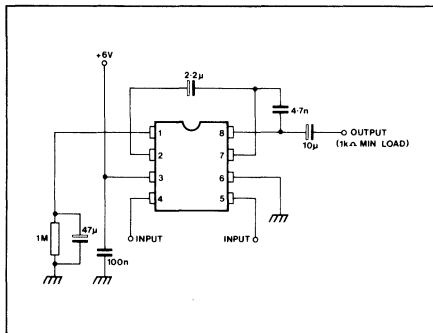 +6V
2·2µ
4·7n
1
8
2
7
3
6
4
5
10µ
OUTPUT
(1kΩ MIN LOAD)
1M
47µ
100n
INPUT
INPUT